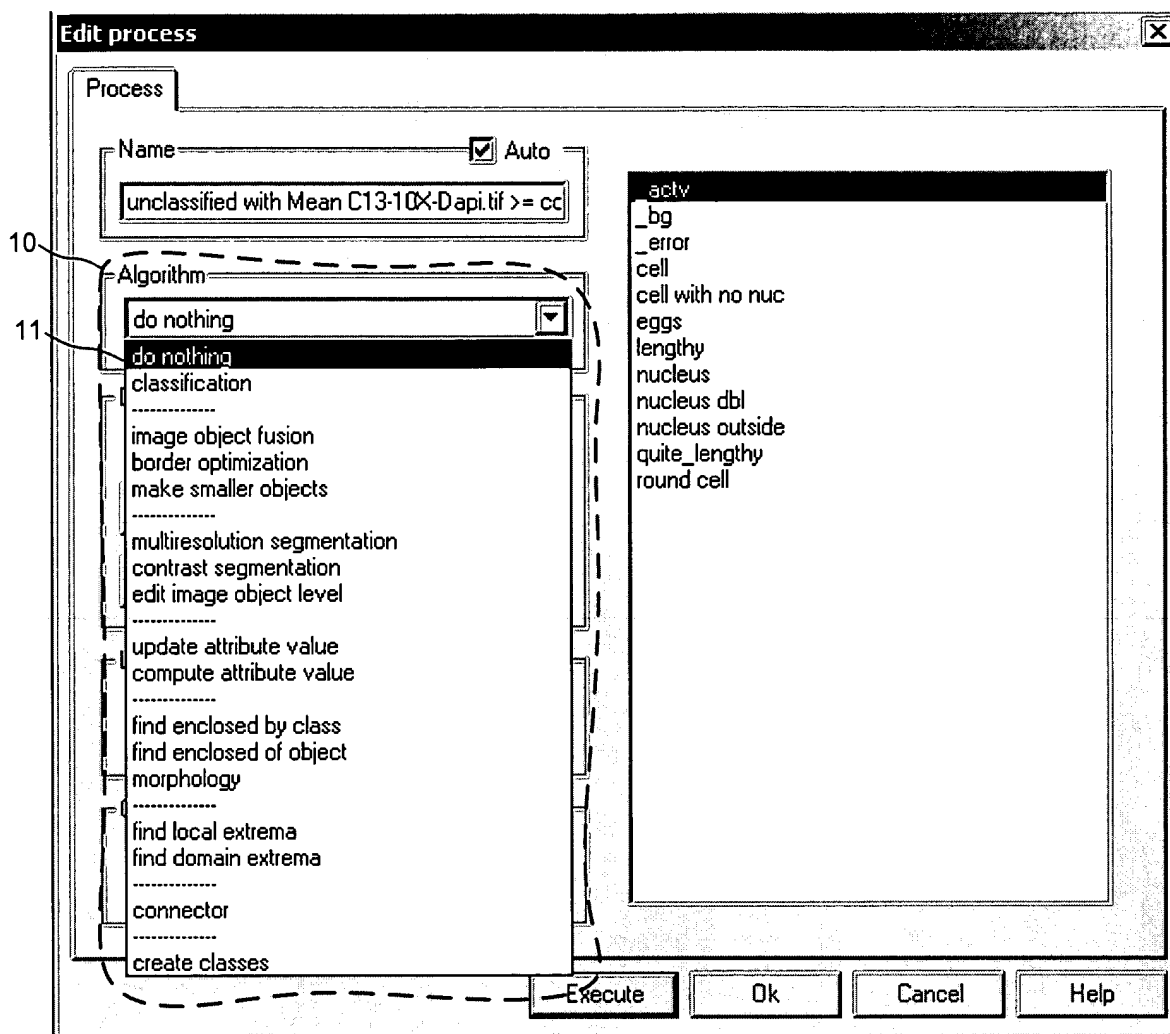 Edit process
Process
Name
Auto
unclassified with Mean C13-10X-Dapi.tif >= cc
10
Algorithm
do nothing
11
do nothing
classification
---------------
image object fusion
border optimization
make smaller objects
---------------
multiresolution segmentation
contrast segmentation
edit image object level
---------------
update attribute value
compute attribute value
---------------
find enclosed by class
find enclosed of object
morphology
---------------
find local extrema
find domain extrema
---------------
connector
---------------
create classes
_actv
_bg
_error
cell
cell with no nuc
eggs
lengthy
nucleus
nucleus dbl
nucleus outside
quite_lengthy
round cell
Execute
Ok
Cancel
Help